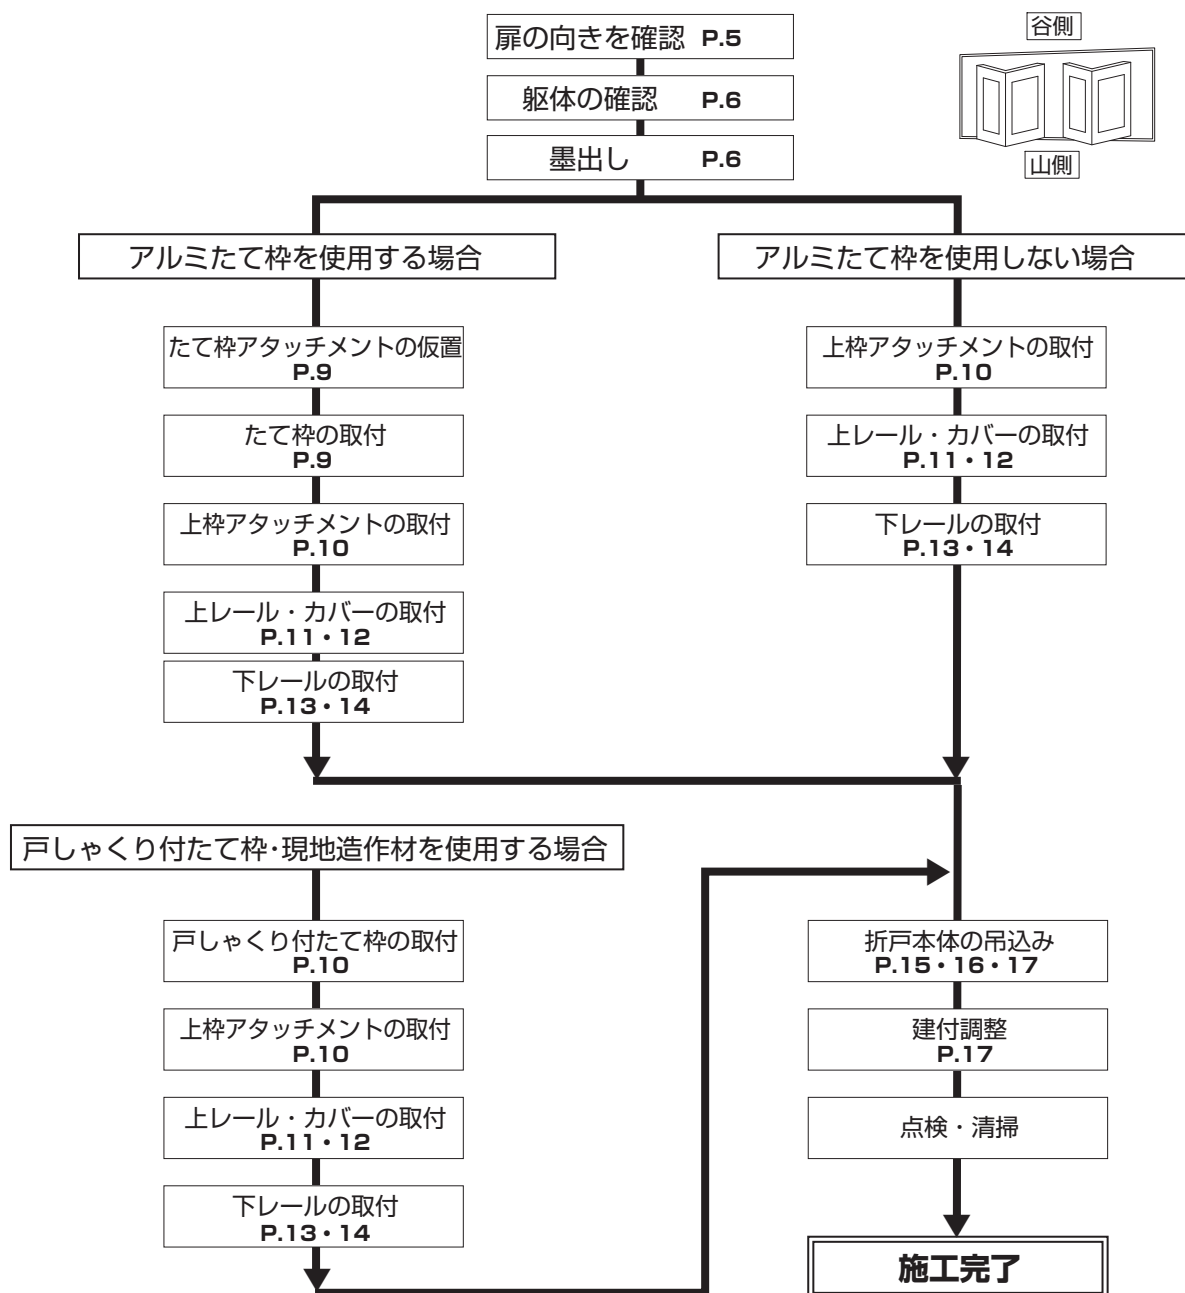 扉の向きを確認 P.5
躯体の確認 P.6
墨出し P.6
谷側
山側
アルミたて枠を使用する場合
たて枠アタッチメントの仮置
P.9
たて枠の取付
P.9
上枠アタッチメントの取付
P.10
上レール・カバーの取付
P.11・12
下レールの取付
P.13・14
アルミたて枠を使用しない場合
上枠アタッチメントの取付
P.10
上レール・カバーの取付
P.11・12
下レールの取付
P.13・14
戸しゃくり付たて枠･現地造作材を使用する場合
戸しゃくり付たて枠の取付
P.10
上枠アタッチメントの取付
P.10
上レール・カバーの取付
P.11・12
下レールの取付
P.13・14
折戸本体の吊込み
P.15・16・17
建付調整
P.17
点検・清掃
施工完了